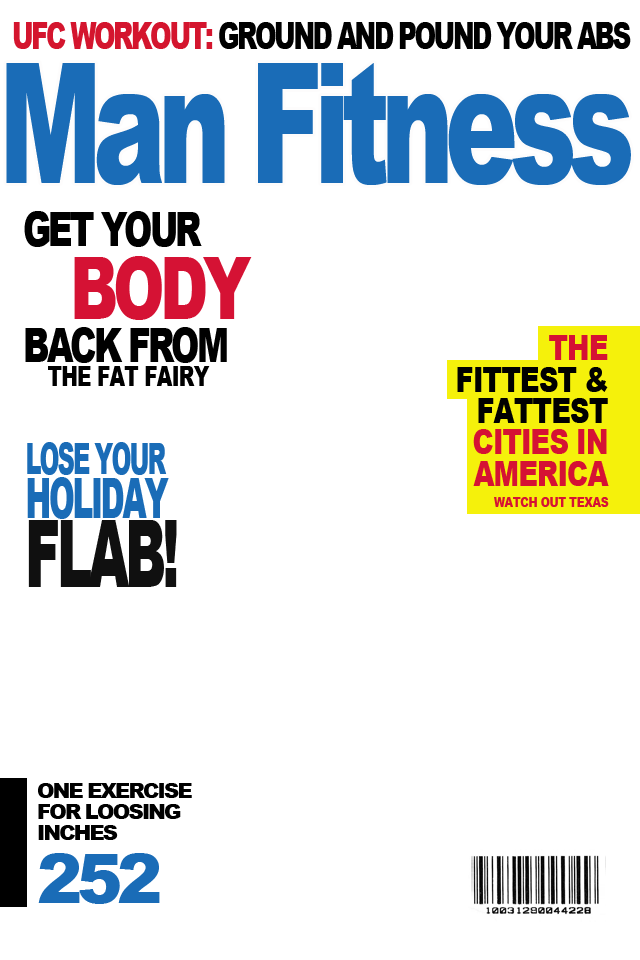 UFC WORKOUT: GROUND AND POUND YOUR ABS
Man Fitness
GET YOUR
BODY
BACK FROM
THE FAT FAIRY
THE
FITTEST &
FATTEST
CITIES IN
AMERICA
WATCH OUT TEXAS
LOSE YOUR
HOLIDAY
FLAB!
ONE EXERCISE
FOR LOOSING
INCHES
252
10031280044228